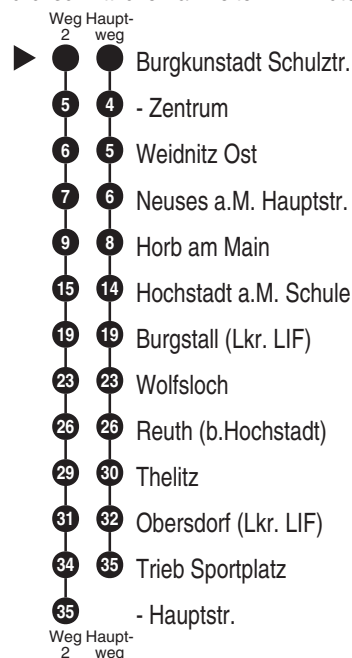 Weg Haupt-
2 weg
Burgkunstadt Schulztr.
5 4 - Zentrum
6 5 Weidnitz Ost
7 6 Neuses a.M. Hauptstr.
9 8 Horb am Main
15 14 Hochstadt a.M. Schule
19 19 Burgstall (Lkr. LIF)
23 23 Wolfsloch
26 26 Reuth (b.Hochstadt)
29 30 Thelitz
31 32 Obersdorf (Lkr. LIF)
34 35 Trieb Sportplatz
35 - Hauptstr.
Weg Haupt-
2 weg